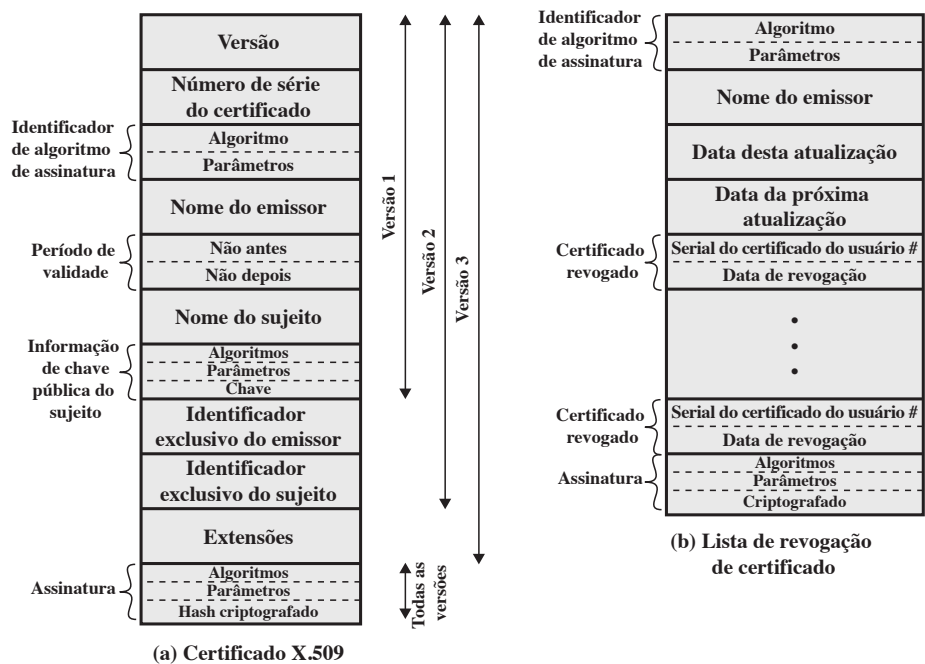 Versão
Número de série
do certificado
Identificador
de algoritmo
de assinatura
Algoritmo
Parâmetros
Nome do emissor
Período de
validade
Não antes
Não depois
Nome do sujeito
Informação
de chave
pública do
sujeito
Algoritmos
Parâmetros
Chave
Identificador
exclusivo do emissor
Identificador
exclusivo do sujeito
Extensões
Assinatura
Algoritmos
Parâmetros
Hash criptografado
Versão 1
Versão 2
Versão 3
Todas as
versões
(a) Certificado X.509
Identificador
de algoritmo
de assinatura
Algoritmo
Parâmetros
Nome do emissor
Data desta atualização
Data da próxima
atualização
Certificado
revogado
Serial do certificado do usuário #
Data de revogação
Certificado
revogado
Serial do certificado do usuário #
Data de revogação
Assinatura
Algoritmos
Parâmetros
Criptografado
(b) Lista de revogação
de certificado